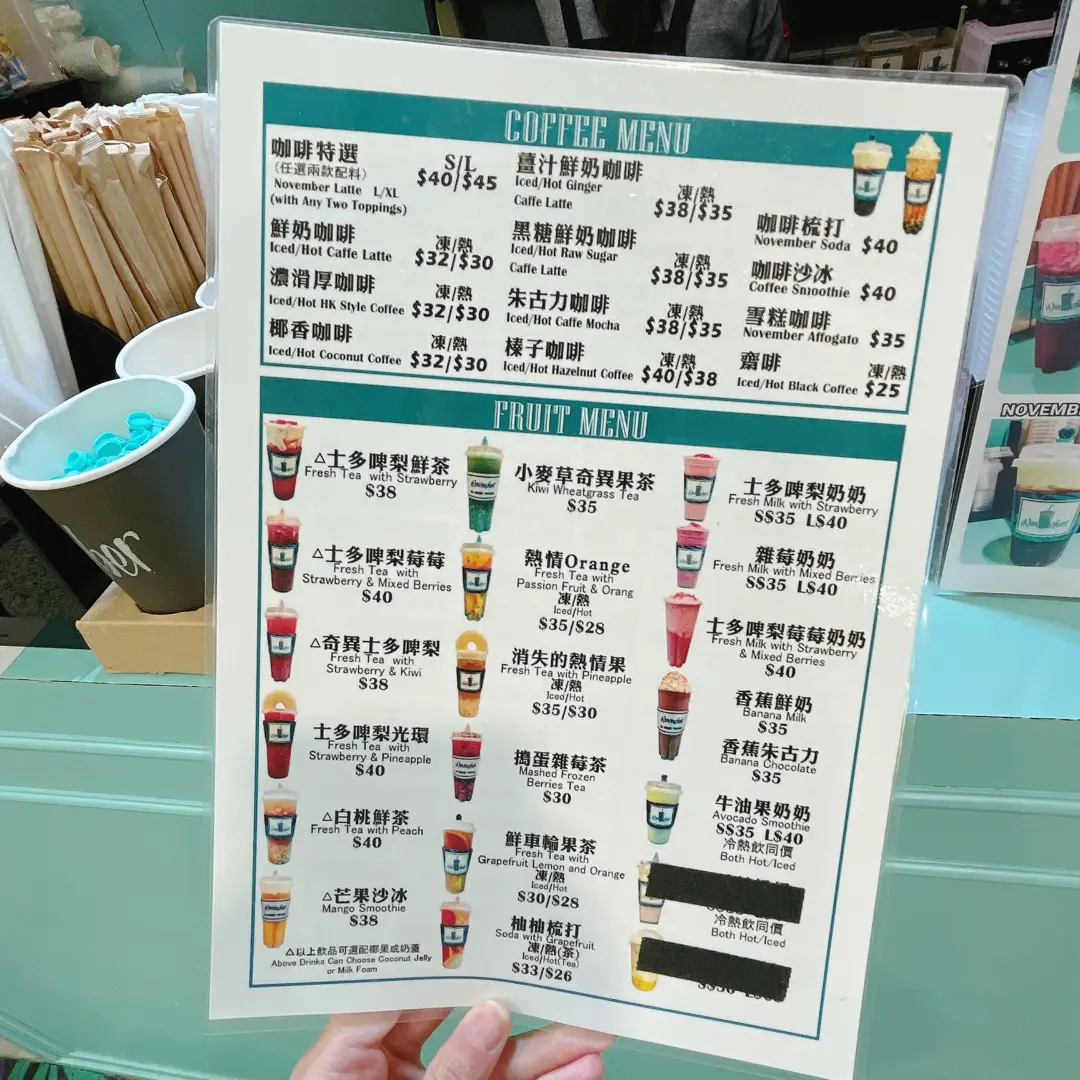 COFFEE MENU
咖啡特選
(任選兩款配料)
S/L
$40/$45
November Latte L/XL
(with Any Two Toppings)
鮮奶咖啡
凍/熱
Iced/Hot Caffe Latte
$32/$30
濃滑厚咖啡
凍/熱
Iced/Hot HK Style Coffee
$32/$30
椰香咖啡
凍/熱
Iced/Hot Coconut Coffee
$32/$30
薑汁鮮奶咖啡
Iced/Hot Ginger
Caffe Latte
凍/熱
$38/$35
黑糖鮮奶咖啡
Iced/Hot Raw Sugar
Caffe Latte
凍/熱
$38/$35
朱古力咖啡
凍/熱
Iced/Hot Caffe Mocha
$38/$35
榛子咖啡
凍/熱
Iced/Hot Hazelnut Coffee
$40/$38
咖啡梳打
November Soda $40
咖啡沙冰
Coffee Smoothie $40
雪糕咖啡
November Affogato $35
齋啡
凍/熱
Iced/Hot Black Coffee $25
FRUIT MENU
△士多啤梨鮮茶
Fresh Tea with Strawberry
$38
△士多啤梨莓莓
Fresh Tea with
Strawberry & Mixed Berries
$40
△奇異士多啤梨
Fresh Tea with
Strawberry & Kiwi
$38
士多啤梨光環
Fresh Tea with
Strawberry & Pineapple
$40
△白桃鮮茶
Fresh Tea with Peach
$40
△芒果沙冰
Mango Smoothie
$38
△以上飲品可選配椰果或奶蓋
Above Drinks Can Choose Coconut Jelly
or Milk Foam
小麥草奇異果茶
Kiwi Wheatgrass Tea
$35
熱情Orange
Fresh Tea with
Passion Fruit & Orang
凍/熱
Iced/Hot
$35/$28
消失的熱情果
Fresh Tea with Pineapple
凍/熱
Iced/Hot
$35/$30
搗蛋雜莓茶
Mashed Frozen
Berries Tea
$30
鮮車輪果茶
Fresh Tea with
Grapefruit Lemon and Orange
凍/熱
Iced/Hot
$30/$28
柚柚梳打
Soda with Grapefruit
凍/熱(茶)
Iced/Hot(Tea)
$33/$26
士多啤梨奶奶
Fresh Milk with Strawberry
S$35 L$40
雜莓奶奶
Fresh Milk with Mixed Berries
S$35 L$40
士多啤梨莓莓奶奶
Fresh Milk with Strawberry
& Mixed Berries
$40
香蕉鮮奶
Banana Milk
$35
香蕉朱古力
Banana Chocolate
$35
牛油果奶奶
Avocado Smoothie
S$35 L$40
冷熱飲同價
Both Hot/Iced
冷熱飲同價
Both Hot/Iced
NOVEMB